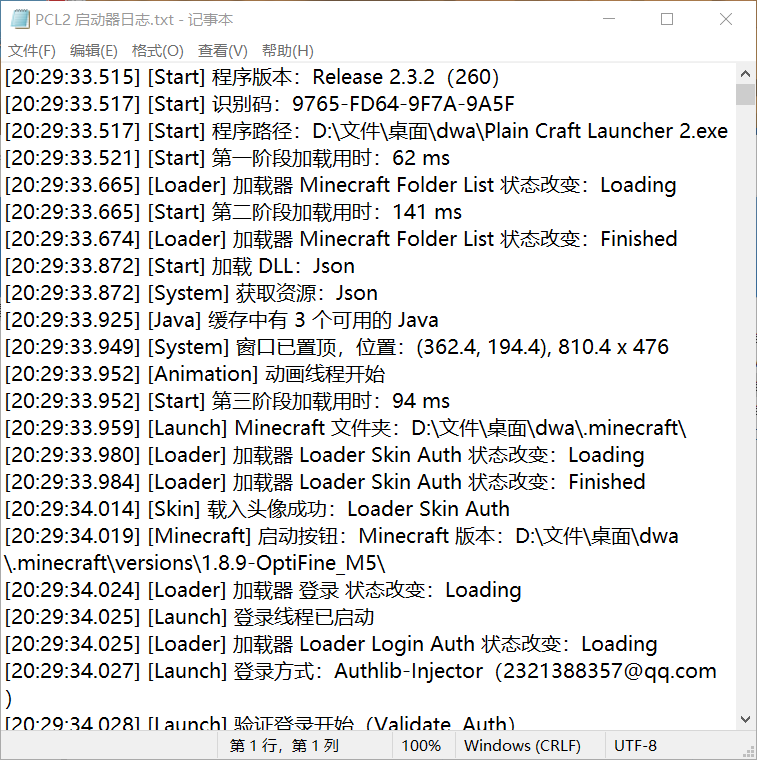 PCL2 启动器日志.txt - 记事本
文件(F) 编辑(E) 格式(O) 查看(V) 帮助(H)
[20:29:33.515] [Start] 程序版本：Release 2.3.2（260）
[20:29:33.517] [Start] 识别码：9765-FD64-9F7A-9A5F
[20:29:33.517] [Start] 程序路径：D:\文件\桌面\dwa\Plain Craft Launcher 2.exe
[20:29:33.521] [Start] 第一阶段加载用时：62 ms
[20:29:33.665] [Loader] 加载器 Minecraft Folder List 状态改变：Loading
[20:29:33.665] [Start] 第二阶段加载用时：141 ms
[20:29:33.674] [Loader] 加载器 Minecraft Folder List 状态改变：Finished
[20:29:33.872] [Start] 加载 DLL：Json
[20:29:33.872] [System] 获取资源：Json
[20:29:33.925] [Java] 缓存中有 3 个可用的 Java
[20:29:33.949] [System] 窗口已置顶，位置：(362.4, 194.4), 810.4 x 476
[20:29:33.952] [Animation] 动画线程开始
[20:29:33.952] [Start] 第三阶段加载用时：94 ms
[20:29:33.959] [Launch] Minecraft 文件夹：D:\文件\桌面\dwa\.minecraft\
[20:29:33.980] [Loader] 加载器 Loader Skin Auth 状态改变：Loading
[20:29:33.984] [Loader] 加载器 Loader Skin Auth 状态改变：Finished
[20:29:34.014] [Skin] 载入头像成功：Loader Skin Auth
[20:29:34.019] [Minecraft] 启动按钮：Minecraft 版本：D:\文件\桌面\dwa
\.minecraft\versions\1.8.9-OptiFine_M5\
[20:29:34.024] [Loader] 加载器 登录 状态改变：Loading
[20:29:34.025] [Launch] 登录线程已启动
[20:29:34.025] [Loader] 加载器 Loader Login Auth 状态改变：Loading
[20:29:34.027] [Launch] 登录方式：Authlib-Injector（2321388357@qq.com
）
[20:29:34.028] [Launch] 验证登录开始（Validate, Auth）
第 1 行，第 1 列 100% Windows (CRLF) UTF-8